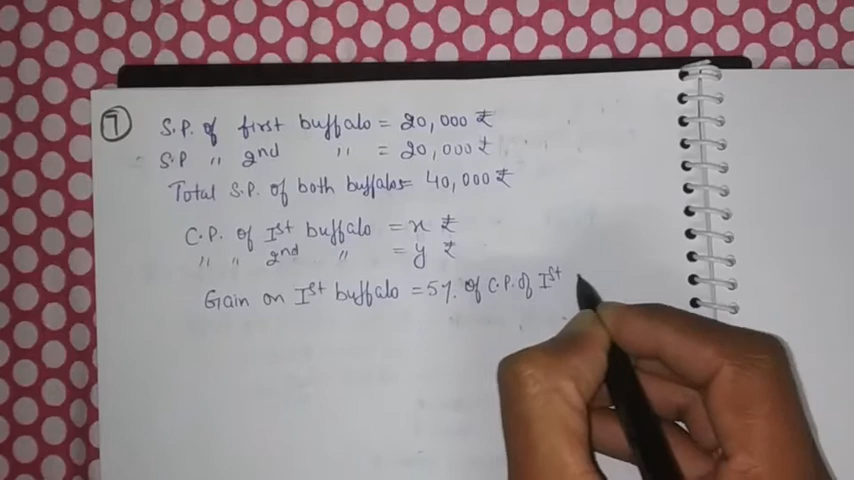 7
S.P. of first buffalo = 20,000 ₹
S.P " 2nd " = 20,000 ₹
Total S.P. of both buffalos = 40,000 ₹
C.P. of Ist buffalo = x ₹
" " 2nd " = y ₹
Gain on Ist buffalo = 5%. of C.P. of Ist